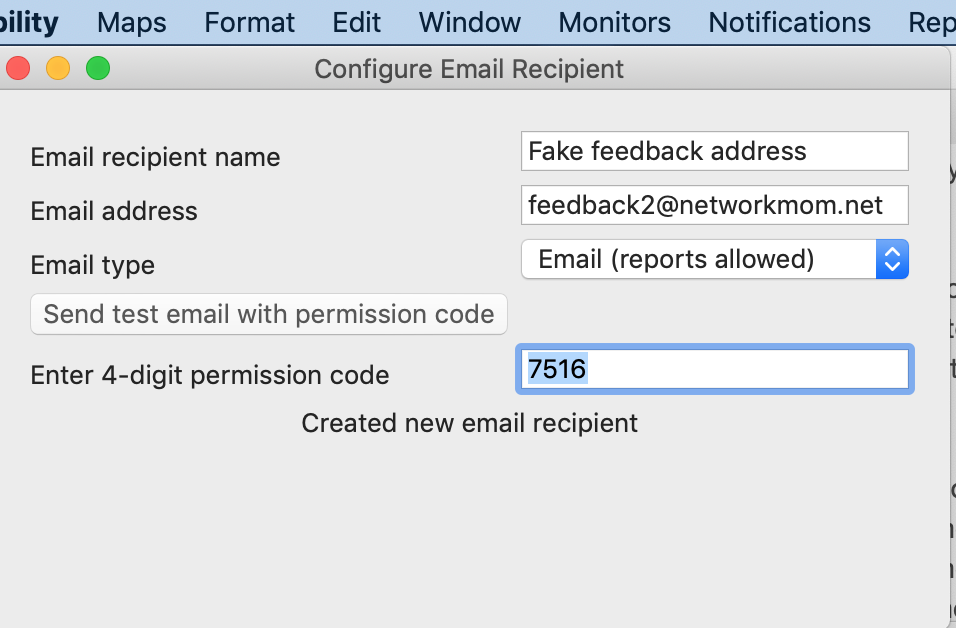 bility Maps Format Edit Window Monitors Notifications Rep
Configure Email Recipient
Email recipient name Fake feedback address
Email address feedback2@networkmom.net
Email type Email (reports allowed)
Send test email with permission code
Enter 4-digit permission code 7516
Created new email recipient